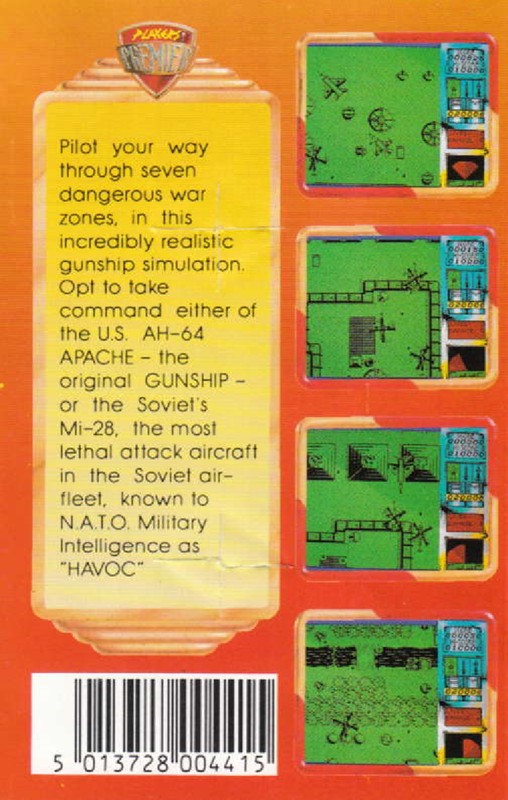 PLAYERS
PREMIER
Pilot your way
through seven
dangerous war
zones, in this
incredibly realistic
gunship simulation.
Opt to take
command either of
the U.S. AH-64
APACHE - the
original GUNSHIP -
or the Soviet's
Mi-28, the most
lethal attack aircraft
in the Soviet air-
fleet, known to
N.A.T.O. Military
Intelligence as
"HAVOC"
5 013728 004415